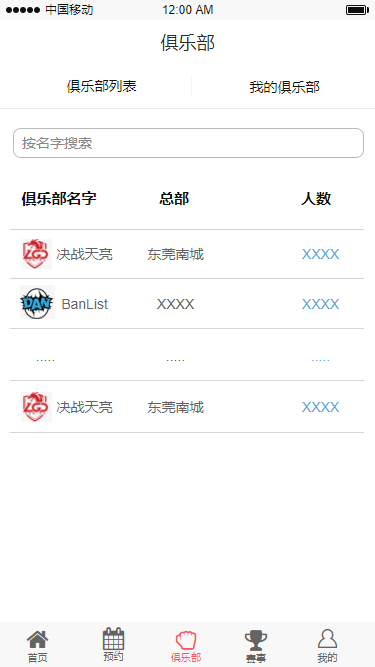 中国移动 12:00 AM
俱乐部
俱乐部列表 我的俱乐部
按名字搜索
俱乐部名字 总部 人数
LGD 决战天亮 东莞南城 XXXX
DAN BanList XXXX XXXX
..... ..... .....
LGD 决战天亮 东莞南城 XXXX
首页 预约 俱乐部 赛事 我的